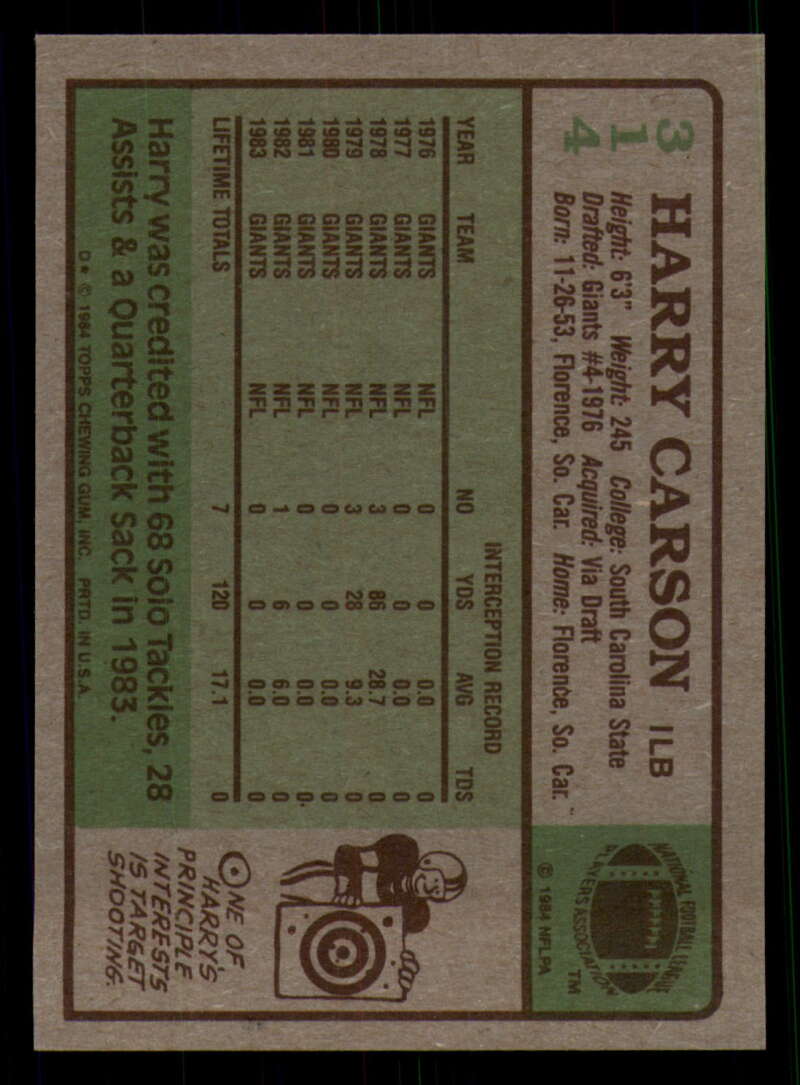 314
HARRY CARSON ILB
Height: 6'3" Weight: 245 College: South Carolina State
Drafted: Giants #4-1976 Acquired: Via Draft
Born: 11-26-53, Florence, So. Car. Home: Florence, So. Car.
NATIONAL FOOTBALL LEAGUE
PLAYERS ASSOCIATION
TM
© 1984 NFLPA
INTERCEPTION RECORD
YEAR TEAM NO YDS AVG TDS
1976 GIANTS NFL 0 0 0.0 0
1977 GIANTS NFL 0 0 0.0 0
1978 GIANTS NFL 3 86 28.7 0
1979 GIANTS NFL 3 28 9.3 0
1980 GIANTS NFL 0 0 0.0 0
1981 GIANTS NFL 0 0 0.0 0
1982 GIANTS NFL 1 6 6.0 0
1983 GIANTS NFL 0 0 0.0 0
LIFETIME TOTALS 7 120 17.1 0
Harry was credited with 68 Solo Tackles, 28
Assists & a Quarterback Sack in 1983.
D* © 1984 TOPPS CHEWING GUM, INC. PRTD. IN U.S.A.
ONE OF
HARRY'S
PRINCIPLE
INTERESTS
IS TARGET
SHOOTING.